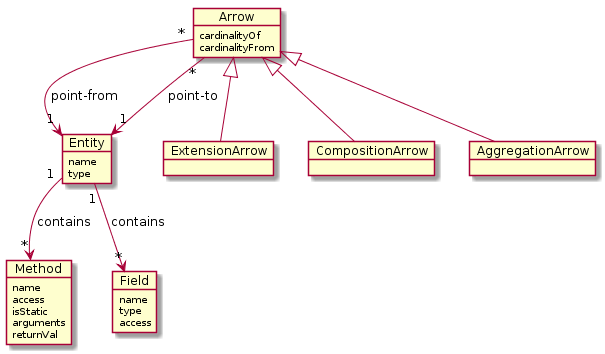 Arrow
cardinalityOf
cardinalityFrom
*
*
point-from
point-to
1
1
Entity
name
type
ExtensionArrow
CompositionArrow
AggregationArrow
1
1
contains
contains
*
*
Method
name
access
isStatic
arguments
returnVal
Field
name
type
access